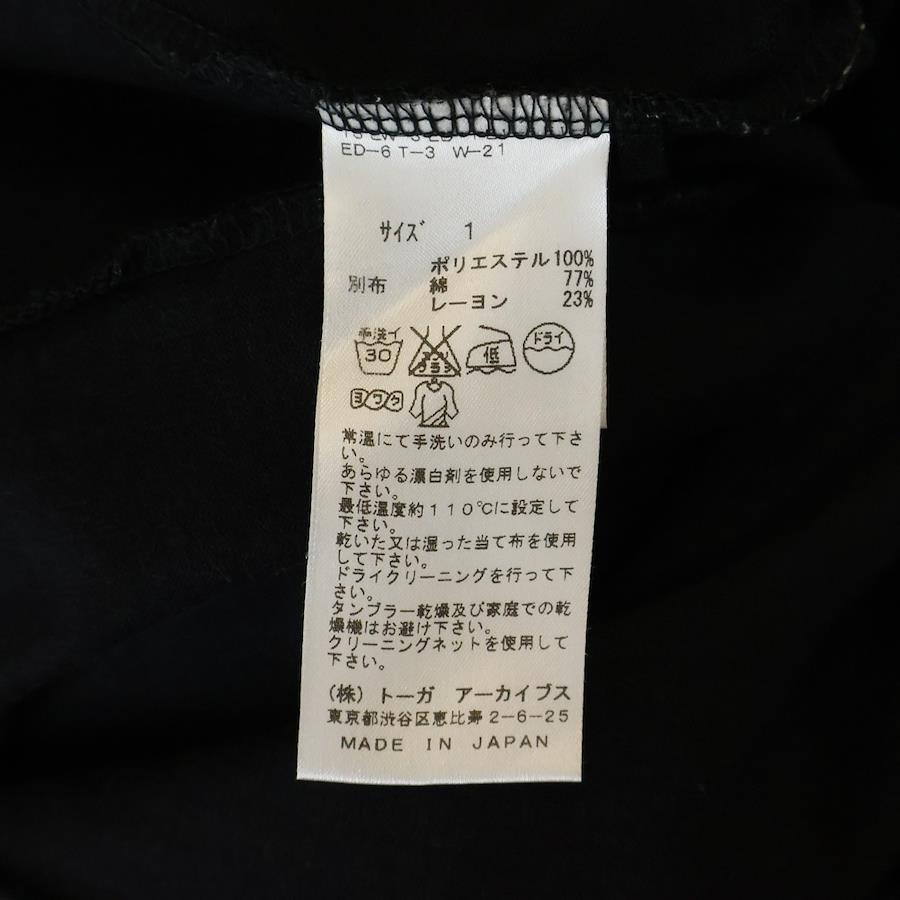 ED-6 T-3 W-21
サイズ 1
ポリエステル 100%
別布 綿 77%
レーヨン 23%
手洗イ 30 エンソ サラシ 低 ドライ
ヨワク
常温にて手洗いのみ行って下さ
い。
あらゆる漂白剤を使用しないで
下さい。
最低温度約110℃に設定して
下さい。
乾いた又は湿った当て布を使用
して下さい。
ドライクリーニングを行って下
さい。
タンブラー乾燥及び家庭での乾
燥機はお避け下さい。
クリーニングネットを使用して
下さい。
(株) トーガ アーカイブス
東京都渋谷区恵比寿2-6-25
MADE IN JAPAN